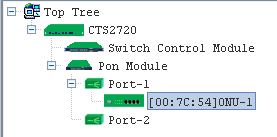 Top Tree
CTS2720
Switch Control Module
Pon Module
Port-1
[00:7C:54]ONU-1
Port-2